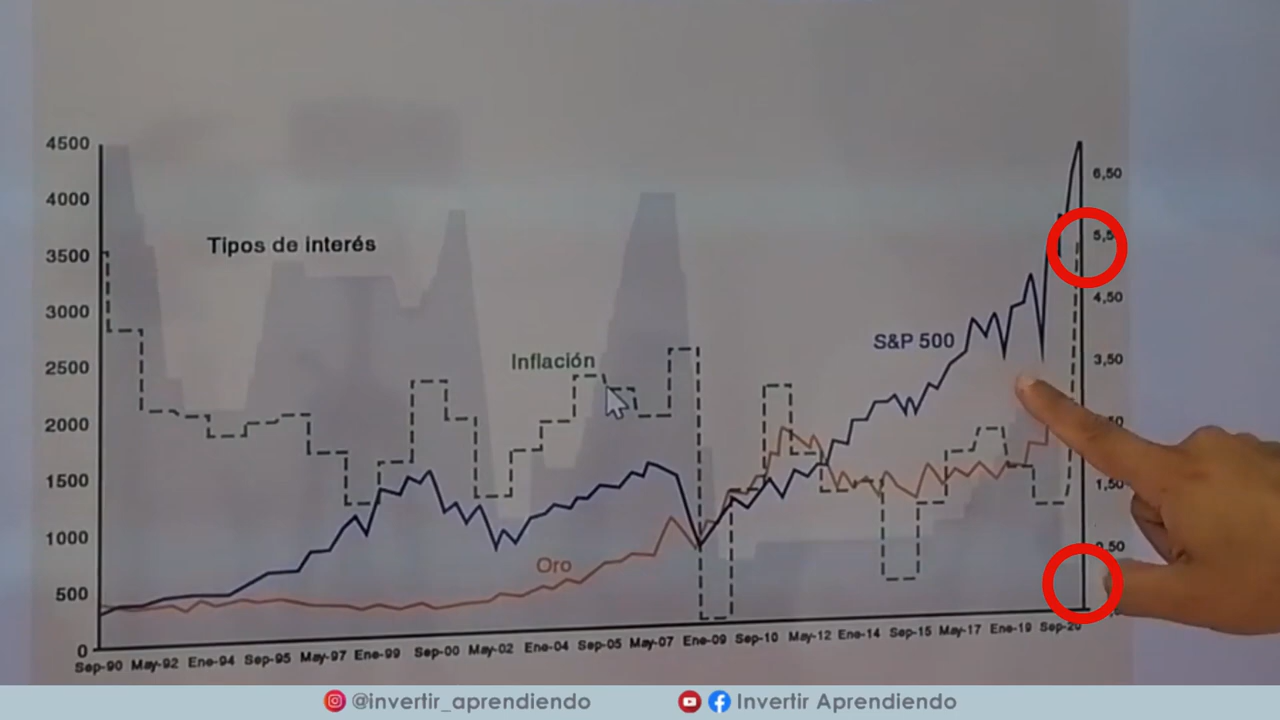 4500
4000
3500
3000
2500
2000
1500
1000
500
0
Tipos de interés
Inflación
S&P 500
Oro
6,50
5,5
4,50
3,50
1,50
0,50
Sep-90 May-92 Ene-94 Sep-95 May-97 Ene-99 Sep-00 May-02 Ene-04 Sep-05 May-07 Ene-09 Sep-10 May-12 Ene-14 Sep-15 May-17 Ene-19 Sep-20
@invertir_aprendiendo
Invertir Aprendiendo